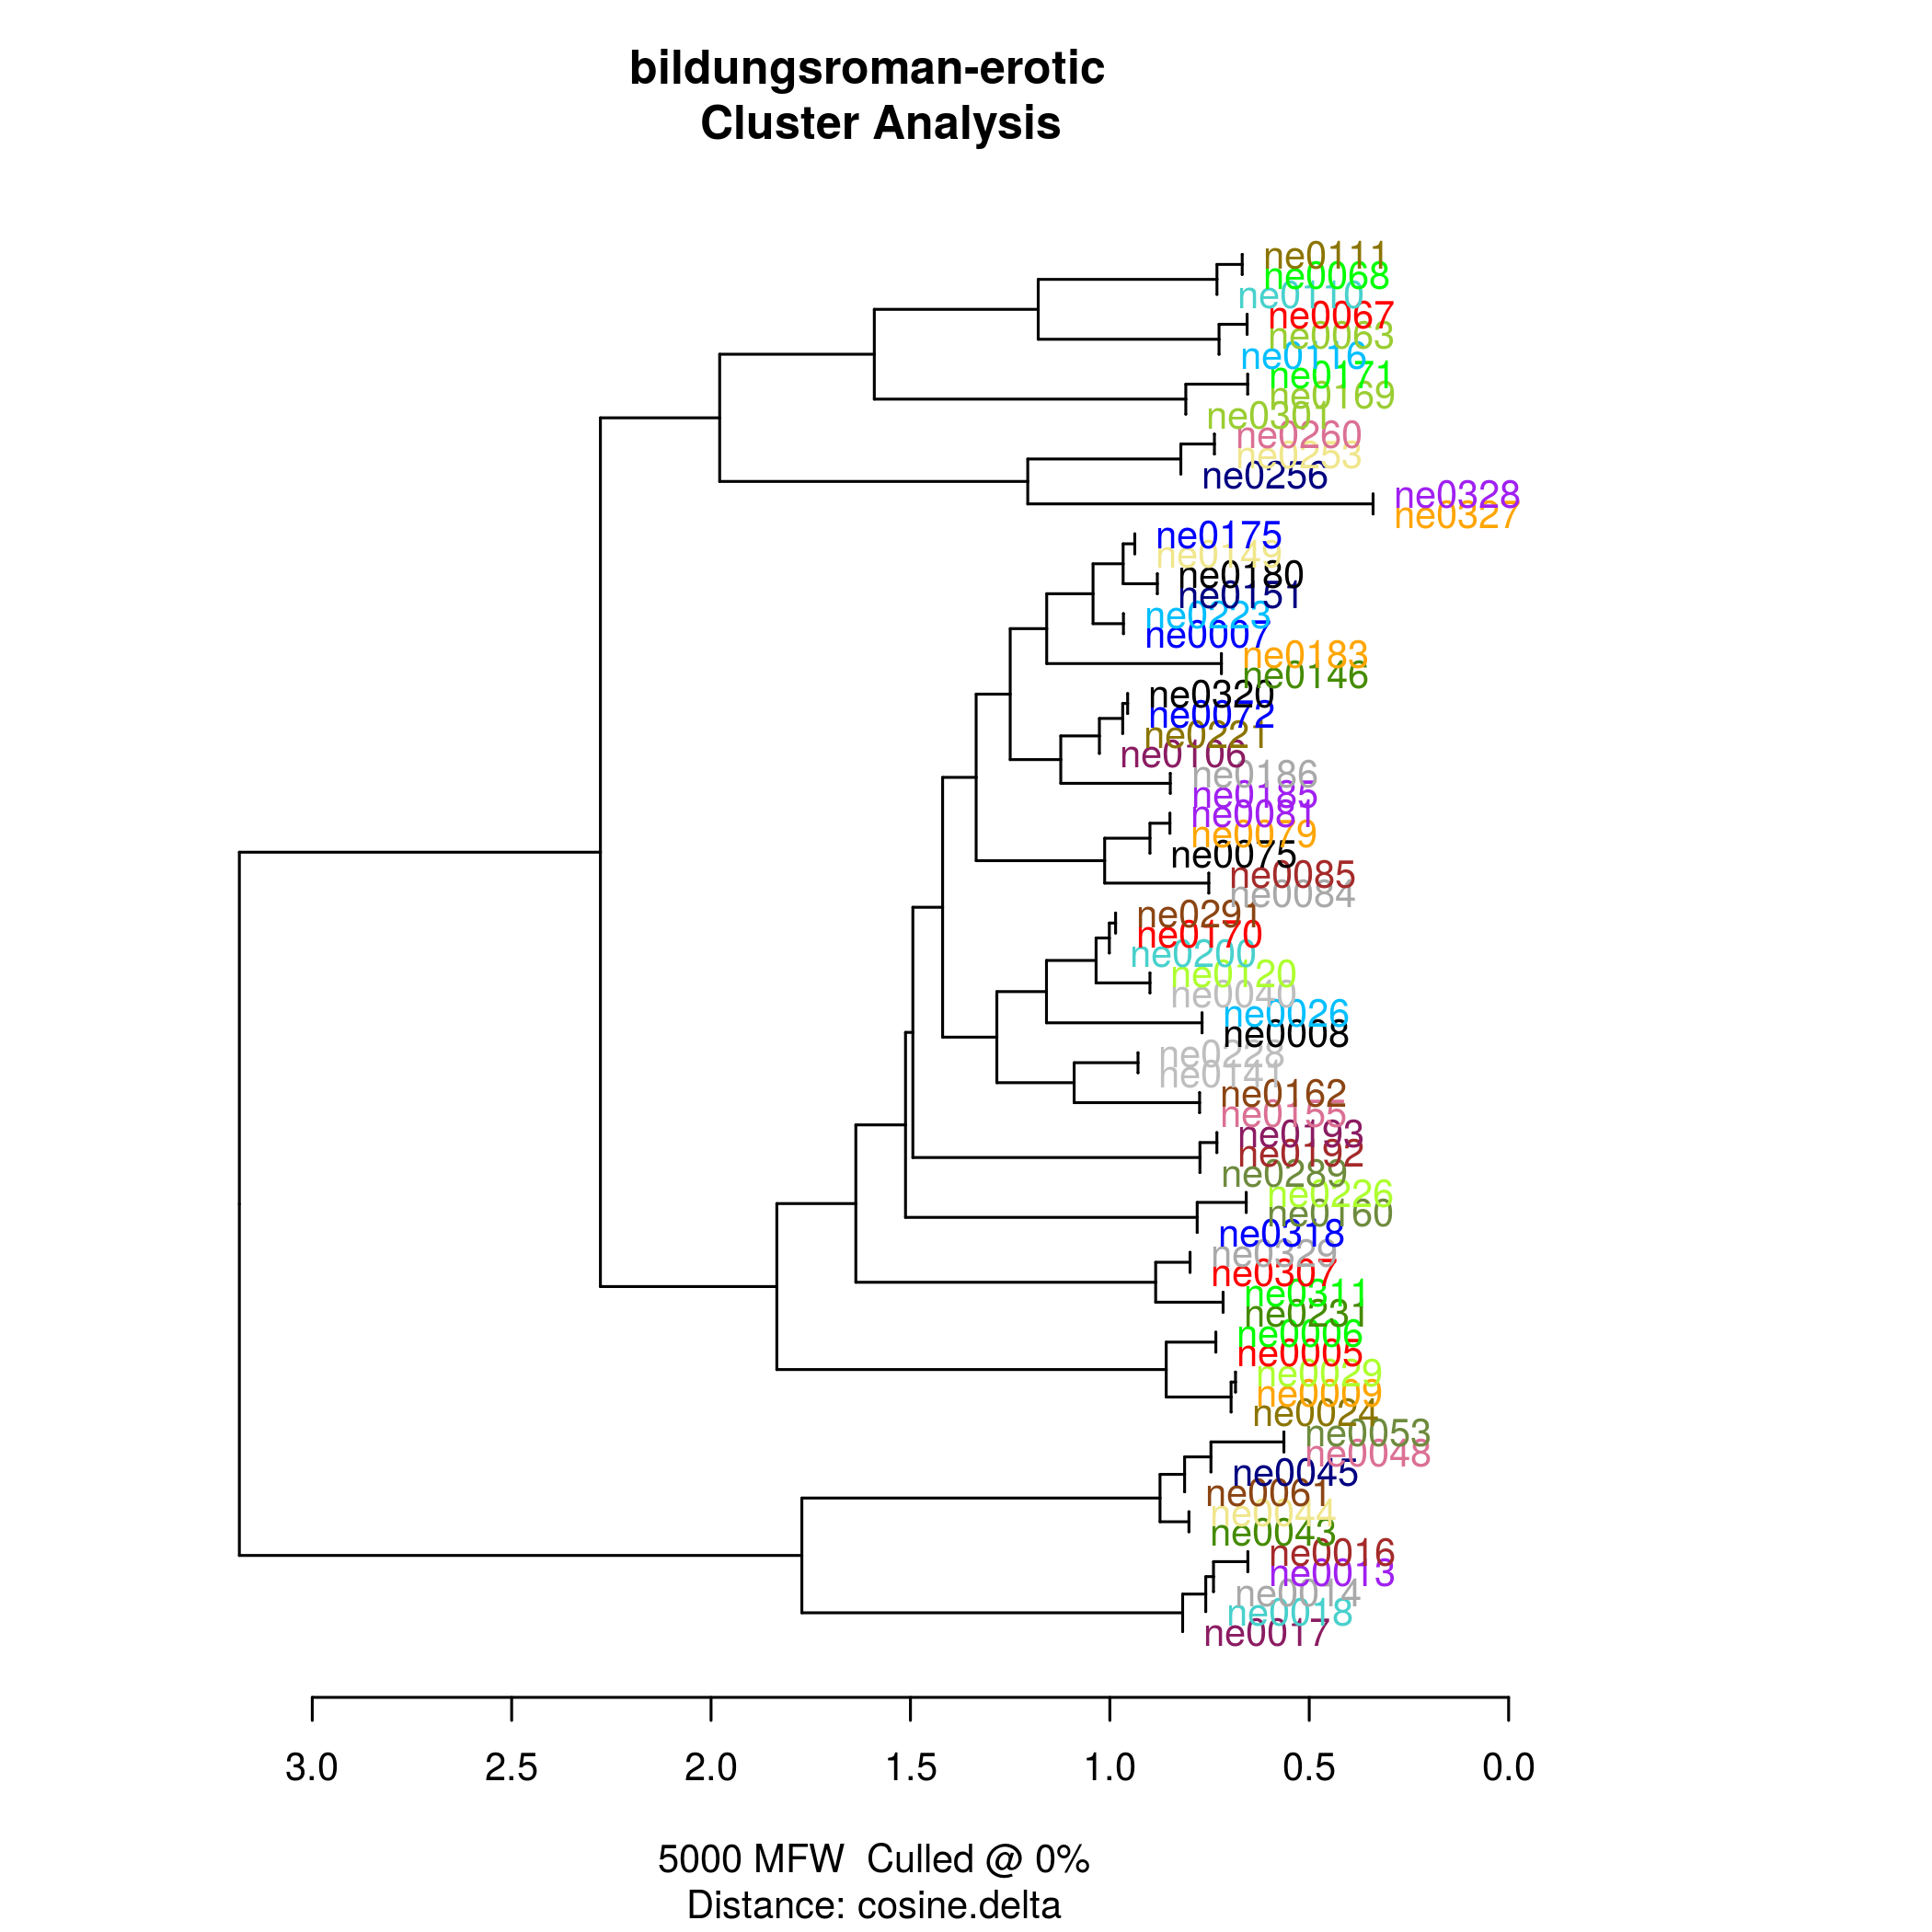 bildungsroman-erotic
Cluster Analysis
ne0111
ne0068
ne0110
ne0067
ne0063
ne0116
ne0171
ne0169
ne0301
ne0260
ne0253
ne0256
ne0328
ne0327
ne0175
ne0149
ne0180
ne0151
ne0223
ne0007
ne0183
ne0146
ne0320
ne0072
ne0221
ne0106
ne0186
ne0185
ne0081
ne0079
ne0075
ne0085
ne0084
ne0291
ne0170
ne0200
ne0120
ne0040
ne0026
ne0008
ne0228
ne0141
ne0162
ne0155
ne0193
ne0192
ne0289
ne0226
ne0160
ne0318
ne0329
ne0307
ne0311
ne0231
ne0006
ne0005
ne0029
ne0009
ne0024
ne0053
ne0048
ne0045
ne0061
ne0044
ne0043
ne0016
ne0013
ne0014
ne0018
ne0017
3.0 2.5 2.0 1.5 1.0 0.5 0.0
5000 MFW  Culled @ 0%
Distance: cosine.delta